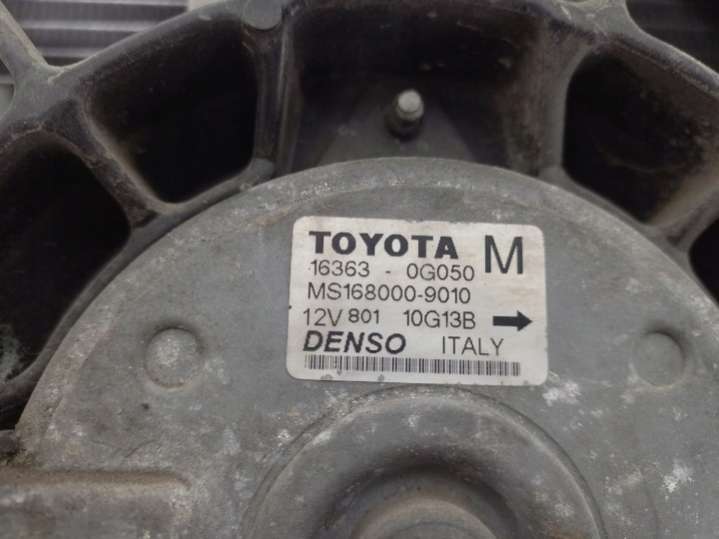 TOYOTA M
16363 - 0G050
MS168000-9010
12V 801 10G13B →
DENSO ITALY